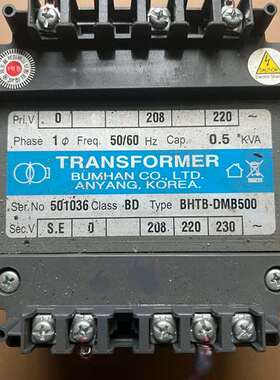 Pri.V 0 208 220 ~
Phase 1 ϕ Freq. 50/60 Hz Cap. 0.5 KVA
TRANSFORMER
BUMHAN CO., LTD.
ANYANG, KOREA.
Ser. No 501036 Class BD Type BHTB-DMB500
Sec.V S.E 0 208 220 230 ~